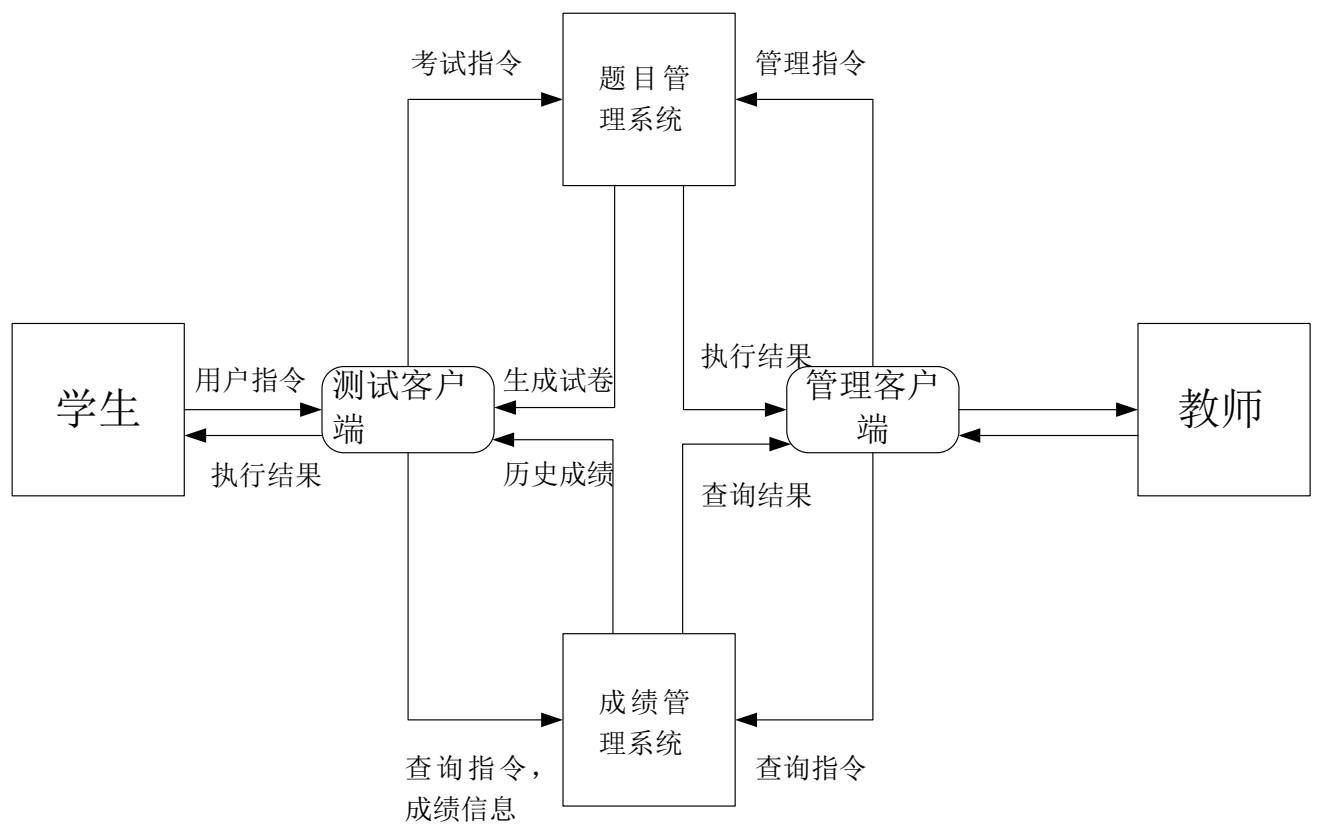 考试指令
题目管
理系统
管理指令
学生
用户指令
执行结果
测试客户
端
生成试卷
历史成绩
执行结果
查询结果
管理客户
端
教师
成绩管
理系统
查询指令，
成绩信息
查询指令